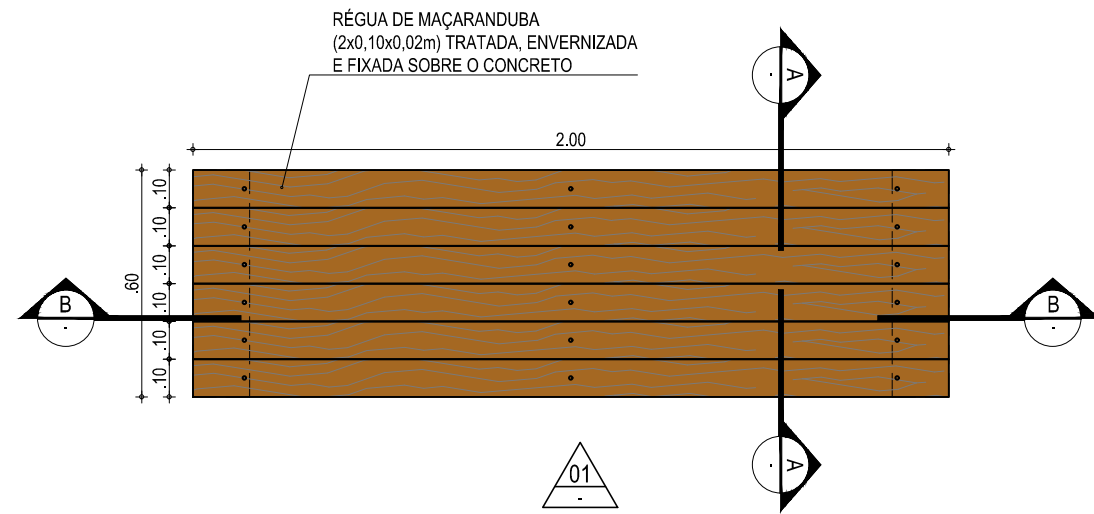 RÉGUA DE MAÇARANDUBA
(2x0,10x0,02m) TRATADA, ENVERNIZADA
E FIXADA SOBRE O CONCRETO
A
-
2.00
.10
.10
.10
.10
.10
.10
.60
B
-
B
-
01
-
A
-